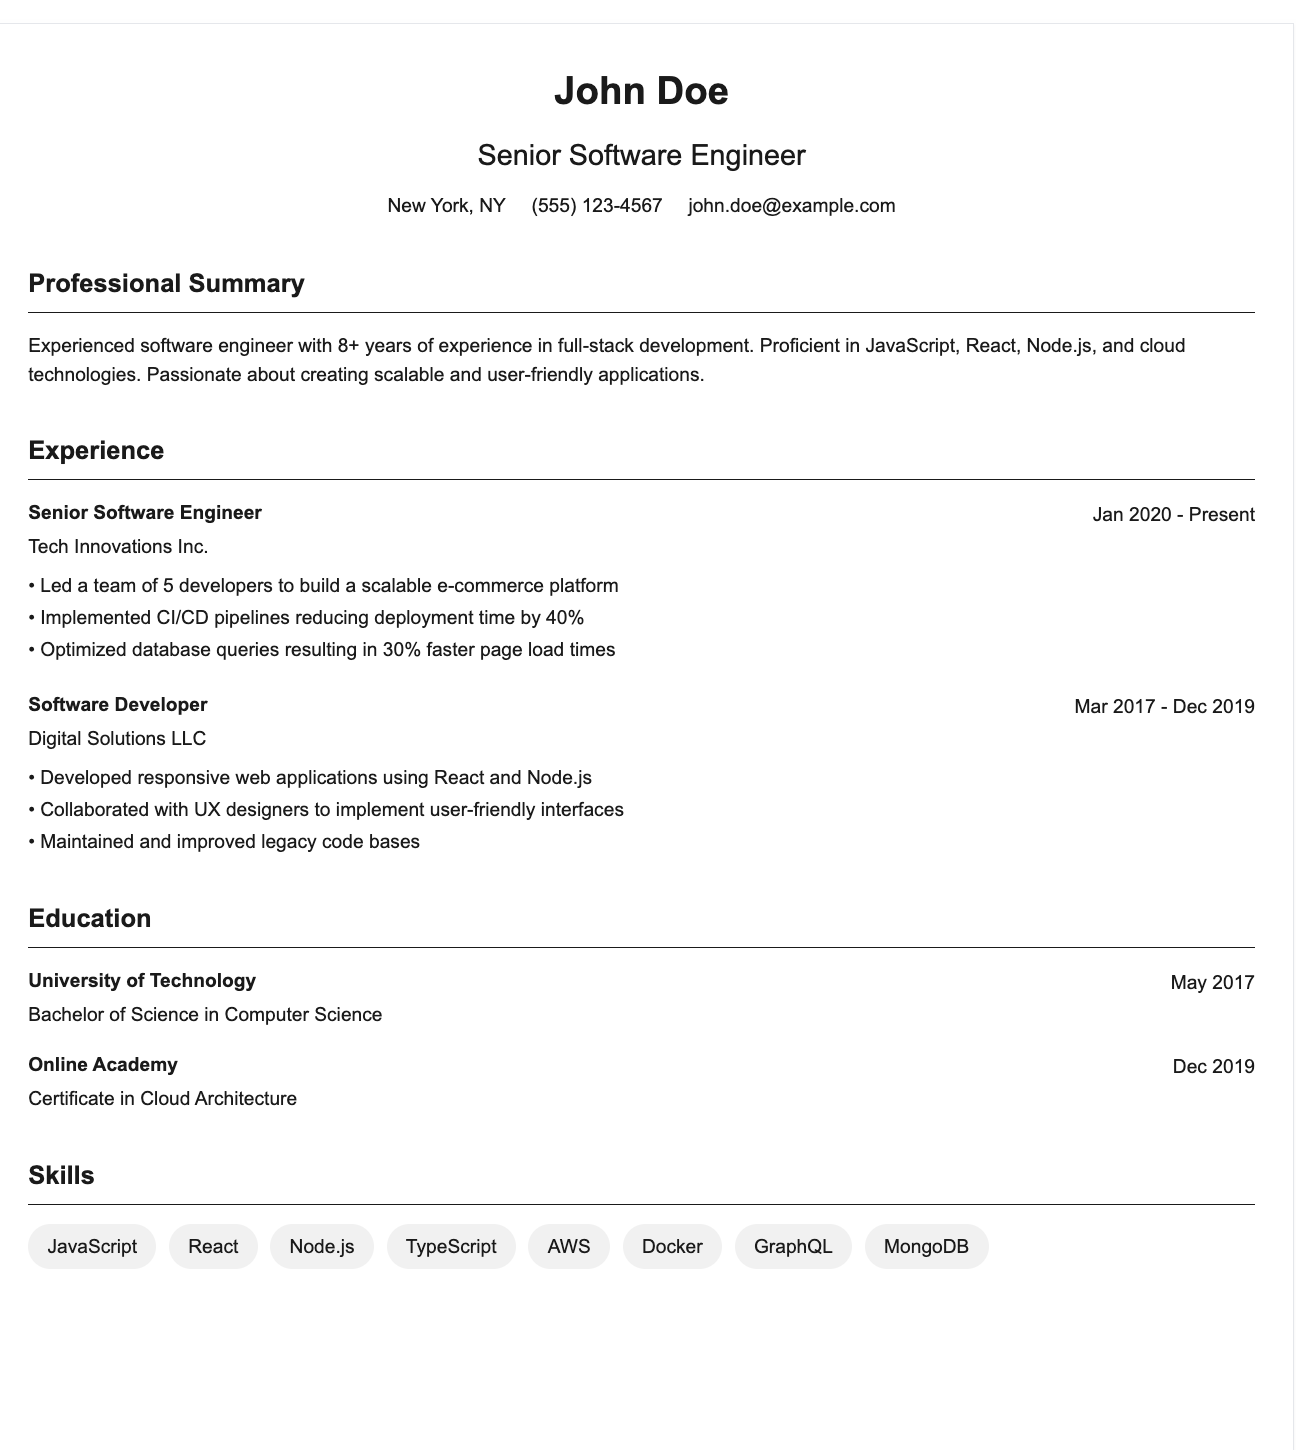 John Doe
Senior Software Engineer
New York, NY (555) 123-4567 john.doe@example.com
Professional Summary
Experienced software engineer with 8+ years of experience in full-stack development. Proficient in JavaScript, React, Node.js, and cloud
technologies. Passionate about creating scalable and user-friendly applications.
Experience
Senior Software Engineer Jan 2020 - Present
Tech Innovations Inc.
• Led a team of 5 developers to build a scalable e-commerce platform
• Implemented CI/CD pipelines reducing deployment time by 40%
• Optimized database queries resulting in 30% faster page load times
Software Developer Mar 2017 - Dec 2019
Digital Solutions LLC
• Developed responsive web applications using React and Node.js
• Collaborated with UX designers to implement user-friendly interfaces
• Maintained and improved legacy code bases
Education
University of Technology May 2017
Bachelor of Science in Computer Science
Online Academy Dec 2019
Certificate in Cloud Architecture
Skills
JavaScript React Node.js TypeScript AWS Docker GraphQL MongoDB